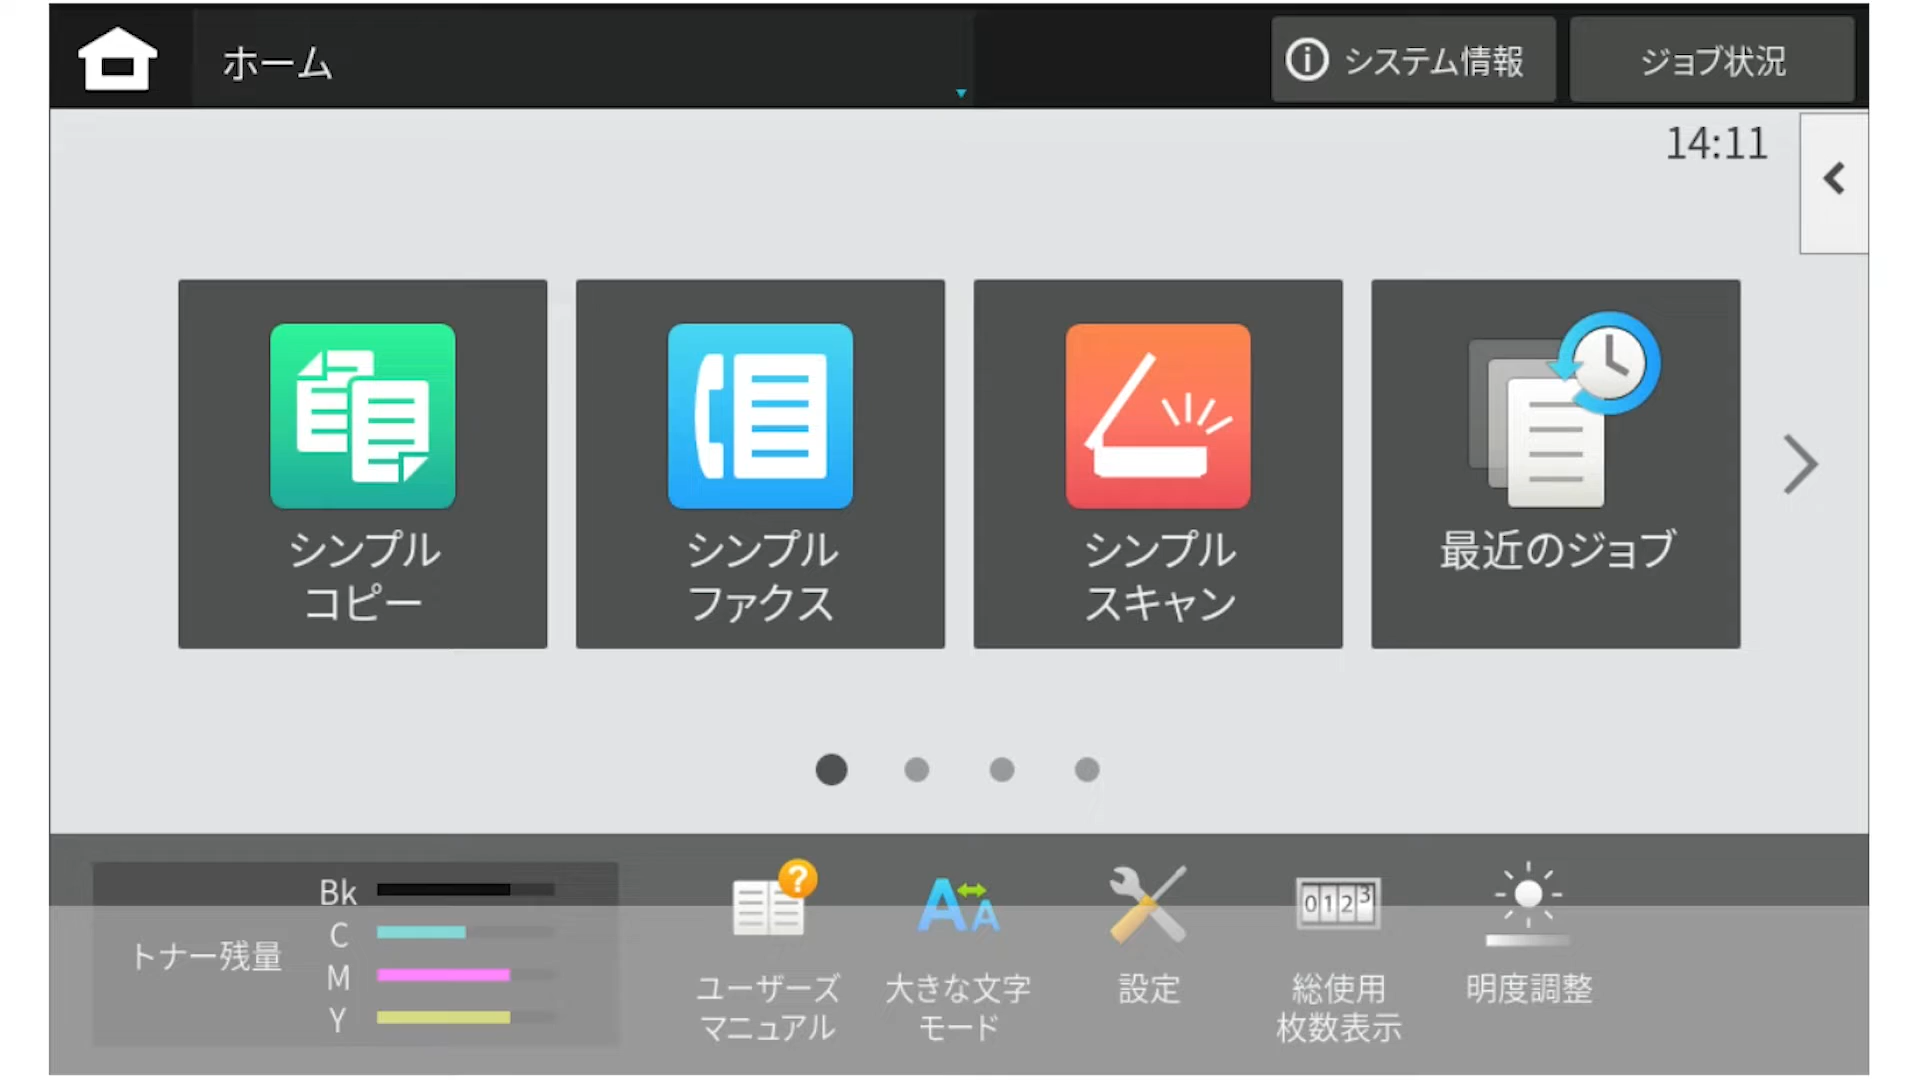 ホーム
システム情報
ジョブ状況
14:11
シンプル
コピー
シンプル
ファクス
シンプル
スキャン
最近のジョブ
トナー残量
Bk
C
M
Y
?
ユーザーズ
マニュアル
AA
大きな文字
モード
設定
0123
総使用
枚数表示
明度調整